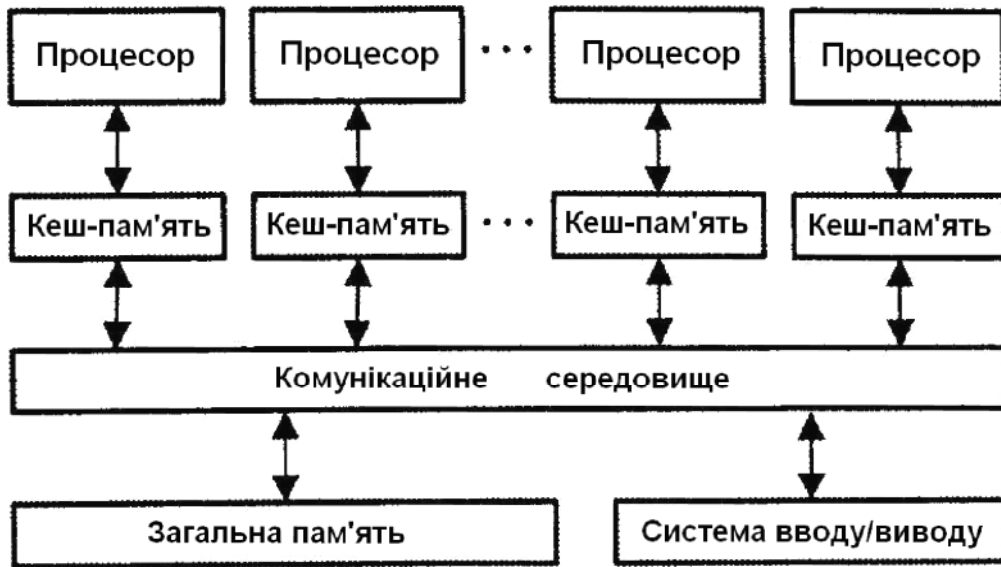 Процесор Процесор ... Процесор Процесор
Кеш-пам'ять Кеш-пам'ять ... Кеш-пам'ять Кеш-пам'ять
Комунікаційне середовище
Загальна пам'ять Система вводу/виводу